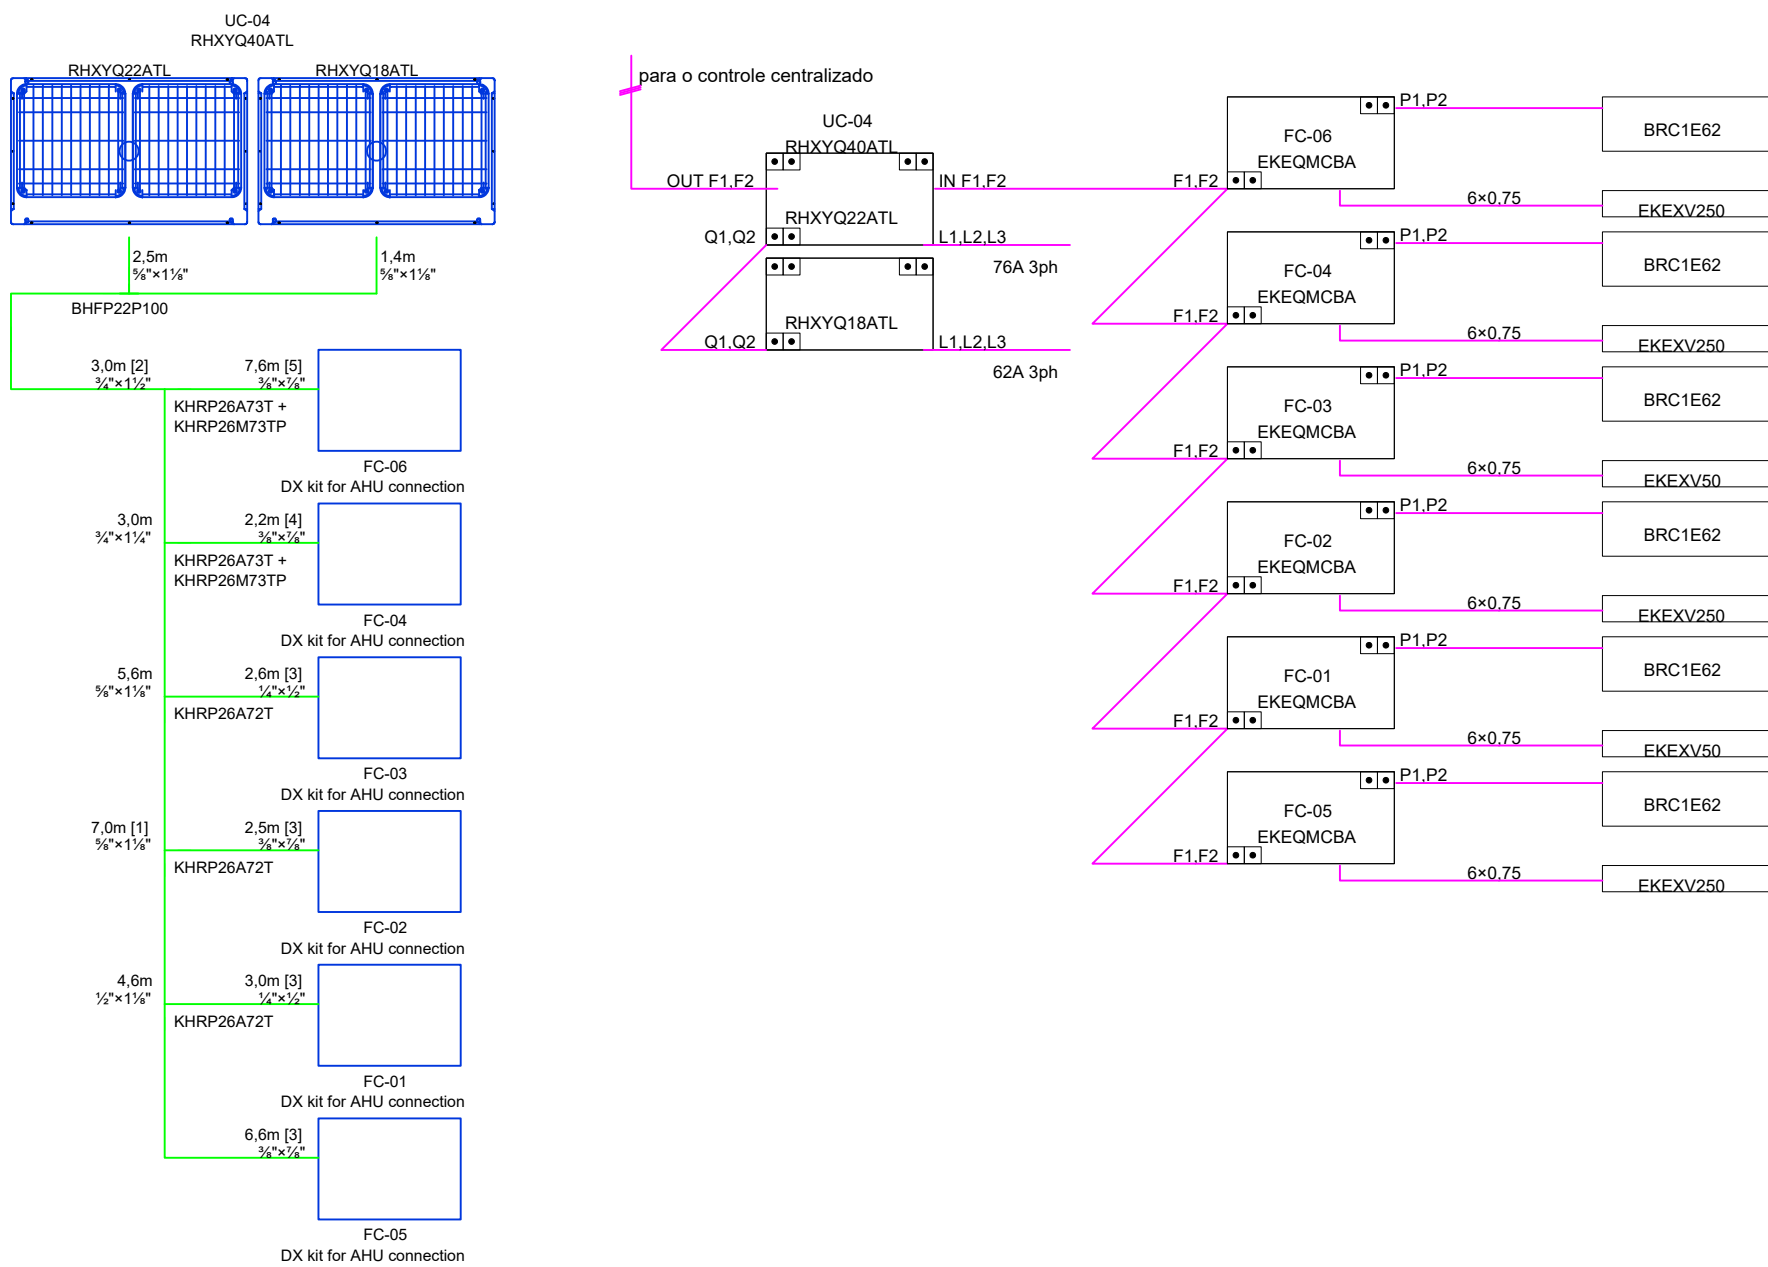 UC-04
RHXYQ40ATL
RHXYQ22ATL
RHXYQ18ATL
2,5m
⅝"×1⅛"
1,4m
⅝"×1⅛"
BHFP22P100
3,0m [2]
¾"×1½"
7,6m [5]
⅜"×⅞"
KHRP26A73T +
KHRP26M73TP
FC-06
DX kit for AHU connection
3,0m
¾"×1¼"
2,2m [4]
⅜"×⅞"
KHRP26A73T +
KHRP26M73TP
FC-04
DX kit for AHU connection
5,6m
⅝"×1⅛"
2,6m [3]
¼"×½"
KHRP26A72T
FC-03
DX kit for AHU connection
7,0m [1]
⅝"×1⅛"
2,5m [3]
⅜"×⅞"
KHRP26A72T
FC-02
DX kit for AHU connection
4,6m
½"×1⅛"
3,0m [3]
¼"×½"
KHRP26A72T
FC-01
DX kit for AHU connection
6,6m [3]
⅜"×⅞"
FC-05
DX kit for AHU connection
para o controle centralizado
UC-04
RHXYQ40ATL
OUT F1,F2
IN F1,F2
RHXYQ22ATL
Q1,Q2
L1,L2,L3
76A 3ph
RHXYQ18ATL
Q1,Q2
L1,L2,L3
62A 3ph
FC-06
EKEQMCBA
F1,F2
P1,P2
BRC1E62
6×0,75
EKEXV250
FC-04
EKEQMCBA
F1,F2
P1,P2
BRC1E62
6×0,75
EKEXV250
FC-03
EKEQMCBA
F1,F2
P1,P2
BRC1E62
6×0,75
EKEXV50
FC-02
EKEQMCBA
F1,F2
P1,P2
BRC1E62
6×0,75
EKEXV250
FC-01
EKEQMCBA
F1,F2
P1,P2
BRC1E62
6×0,75
EKEXV50
FC-05
EKEQMCBA
F1,F2
P1,P2
BRC1E62
6×0,75
EKEXV250